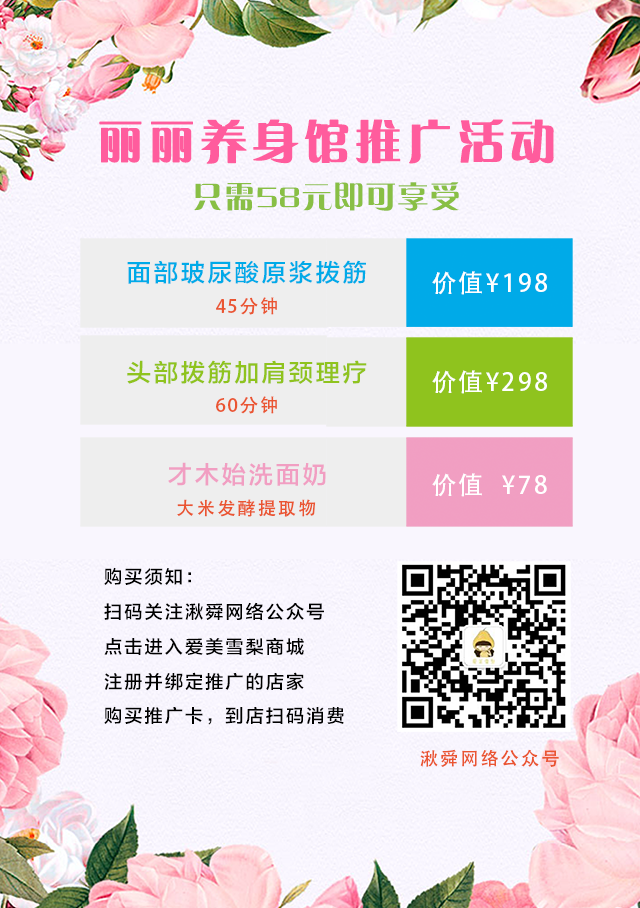 丽丽养身馆推广活动
只需58元即可享受
面部玻尿酸原浆拨筋
45分钟
价值¥198
头部拨筋加肩颈理疗
60分钟
价值¥298
才木始洗面奶
大米发酵提取物
价值 ¥78
购买须知：
扫码关注湫舜网络公众号
点击进入爱美雪梨商城
注册并绑定推广的店家
购买推广卡，到店扫码消费
湫舜网络公众号